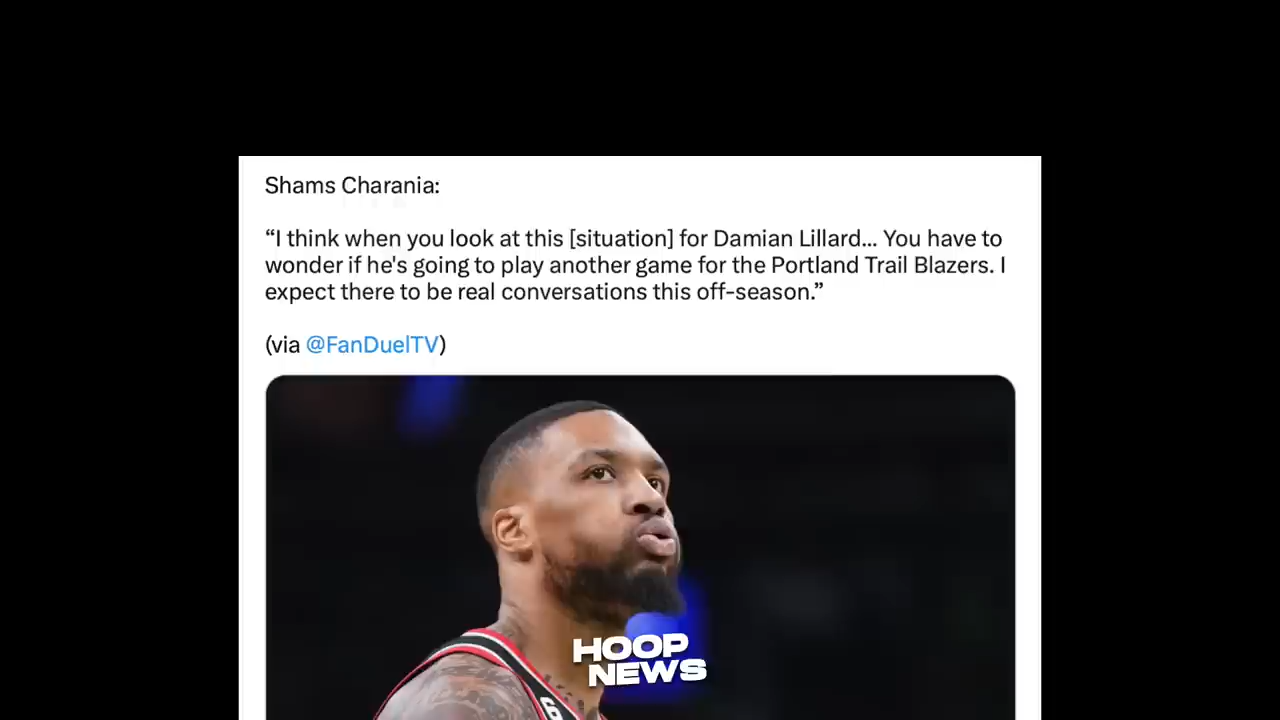 Shams Charania:
“I think when you look at this [situation] for Damian Lillard... You have to
wonder if he's going to play another game for the Portland Trail Blazers. I
expect there to be real conversations this off-season.”
(via @FanDuelTV)
HOOP
NEWS
6